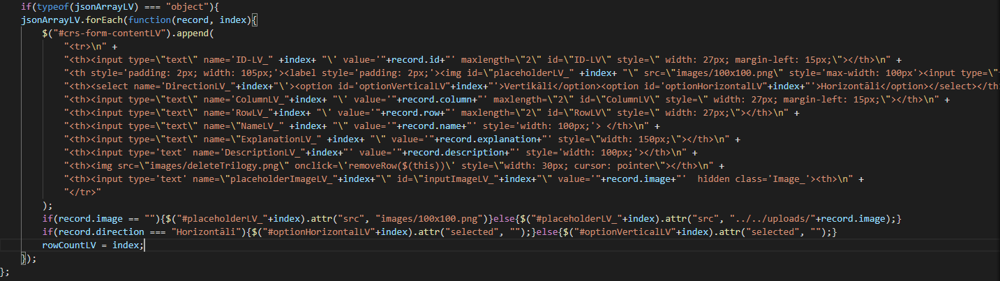 if(typeof(jsonArrayLV) === "object"){
jsonArrayLV.forEach(function(record, index){
$("#crs-form-contentLV").append(
"<tr>\n" +
"<th><input type=\"text\" name='ID-LV_" +index+ "\' value='"+record.id+"' maxlength=\"2\" id=\"ID-LV\" style=\" width: 27px; margin-left: 15px;\"></th>\n" +
"<th style='padding: 2px; width: 105px;'><label style='padding: 2px;'><img id=\"placeholderLV_" +index+ "\" src=\"images/100x100.png\" style='max-width: 100px'><input type=\"
"<th><select name='DirectionLV_"+index+"\'><option id='optionVerticalLV"+index+"'>Vertikāli</option><option id='optionHorizontalLV"+index+"'>Horizontāli</option></select></th
"<th><input type=\"text\" name='ColumnLV_"+index+ "\' value='"+record.column+"' maxlength=\"2\" id=\"ColumnLV\" style=\" width: 27px; margin-left: 15px;\"></th>\n" +
"<th><input type=\"text\" name='RowLV_"+index+ "\' value='"+record.row+"' maxlength=\"2\" id=\"RowLV\" style=\" width: 27px;\"></th>\n" +
"<th><input type=\"text\" name=\"NameLV_" +index+ "\" value='"+record.name+"' style='width: 100px;'> </th>\n" +
"<th><input type=\"text\" name=\"ExplanationLV_" +index+ "\" value='"+record.explanation+"' style=\"width: 150px;\"></th>\n" +
"<th><input type='text' name='DescriptionLV_"+index+"' value='"+record.description+"' style='width: 100px;'></th>\n" +
"<th><img src=\"images/deleteTrilogy.png\" onclick=\'removeRow($(this))\' style=\"width: 30px; cursor: pointer\"></th>\n" +
"<th><input type='text' name=\"placeholderImageLV_"+index+"\" id=\"inputImageLV_"+index+"\" value='"+record.image+"'  hidden class='Image_'><th>\n" +
"</tr>"
);
if(record.image == ""){$("#placeholderLV_"+index).attr("src", "images/100x100.png")}else{$("#placeholderLV_"+index).attr("src", "../../uploads/"+record.image);}
if(record.direction === "Horizontāli"){$("#optionHorizontalLV"+index).attr("selected", "");}else{$("#optionVerticalLV"+index).attr("selected", "");}
rowCountLV = index;
});
};